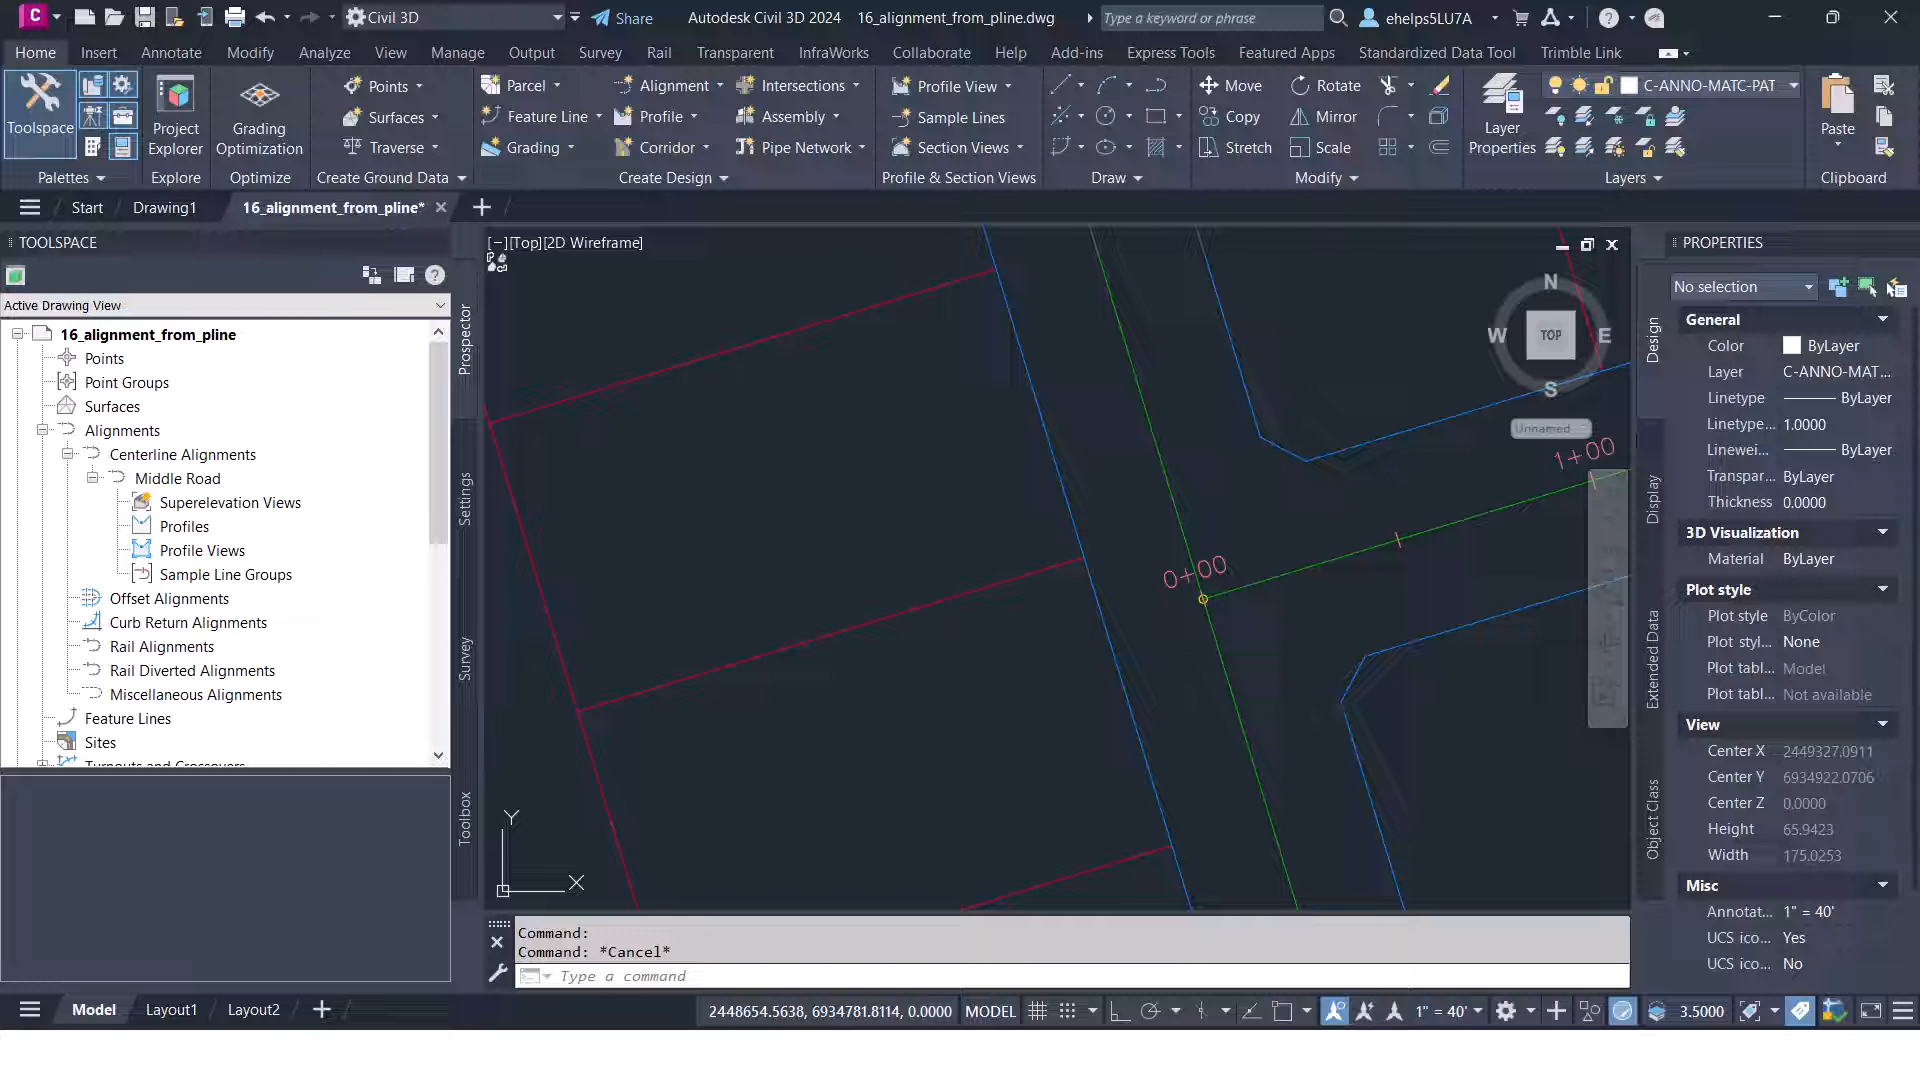 Civil 3D Share Autodesk Civil 3D 2024 16_alignment_from_pline.dwg Type a keyword or phrase ehelps5LU7A
Home Insert Annotate Modify Analyze View Manage Output Survey Rail Transparent InfraWorks Collaborate Help Add-ins Express Tools Featured Apps Standardized Data Tool Trimble Link
Points Parcel Alignment Intersections Profile View Move Rotate C-ANNO-MATC-PAT
Toolspace Project Explorer Grading Optimization Surfaces Feature Line Profile Assembly Sample Lines Copy Mirror Layer Properties Paste
Traverse Grading Corridor Pipe Network Section Views Stretch Scale
Palettes Explore Optimize Create Ground Data Create Design Profile & Section Views Draw Modify Layers Clipboard
Start Drawing1 16_alignment_from_pline*
TOOLSPACE
Active Drawing View
16_alignment_from_pline
Points
Point Groups
Surfaces
Alignments
Centerline Alignments
Middle Road
Superelevation Views
Profiles
Profile Views
Sample Line Groups
Offset Alignments
Curb Return Alignments
Rail Alignments
Rail Diverted Alignments
Miscellaneous Alignments
Feature Lines
Sites
Turnouts and Crossovers
Prospector
Settings
Survey
Toolbox
[−][Top][2D Wireframe]
N
W TOP E
S
Unnamed
1+00
0+00
Y
X
Command:
Command: *Cancel*
Type a command
PROPERTIES
No selection
Design
Display
Extended Data
Object Class
General
Color ByLayer
Layer C-ANNO-MAT...
Linetype ByLayer
Linetype... 1.0000
Linewei... ByLayer
Transpar... ByLayer
Thickness 0.0000
3D Visualization
Material ByLayer
Plot style
Plot style ByColor
Plot styl... None
Plot tabl... Model
Plot tabl... Not available
View
Center X 2449327.0911
Center Y 6934922.0706
Center Z 0.0000
Height 65.9423
Width 175.0253
Misc
Annotat... 1" = 40'
UCS ico... Yes
UCS ico... No
Model Layout1 Layout2 2448654.5638, 6934781.8114, 0.0000 MODEL 1" = 40' 3.5000